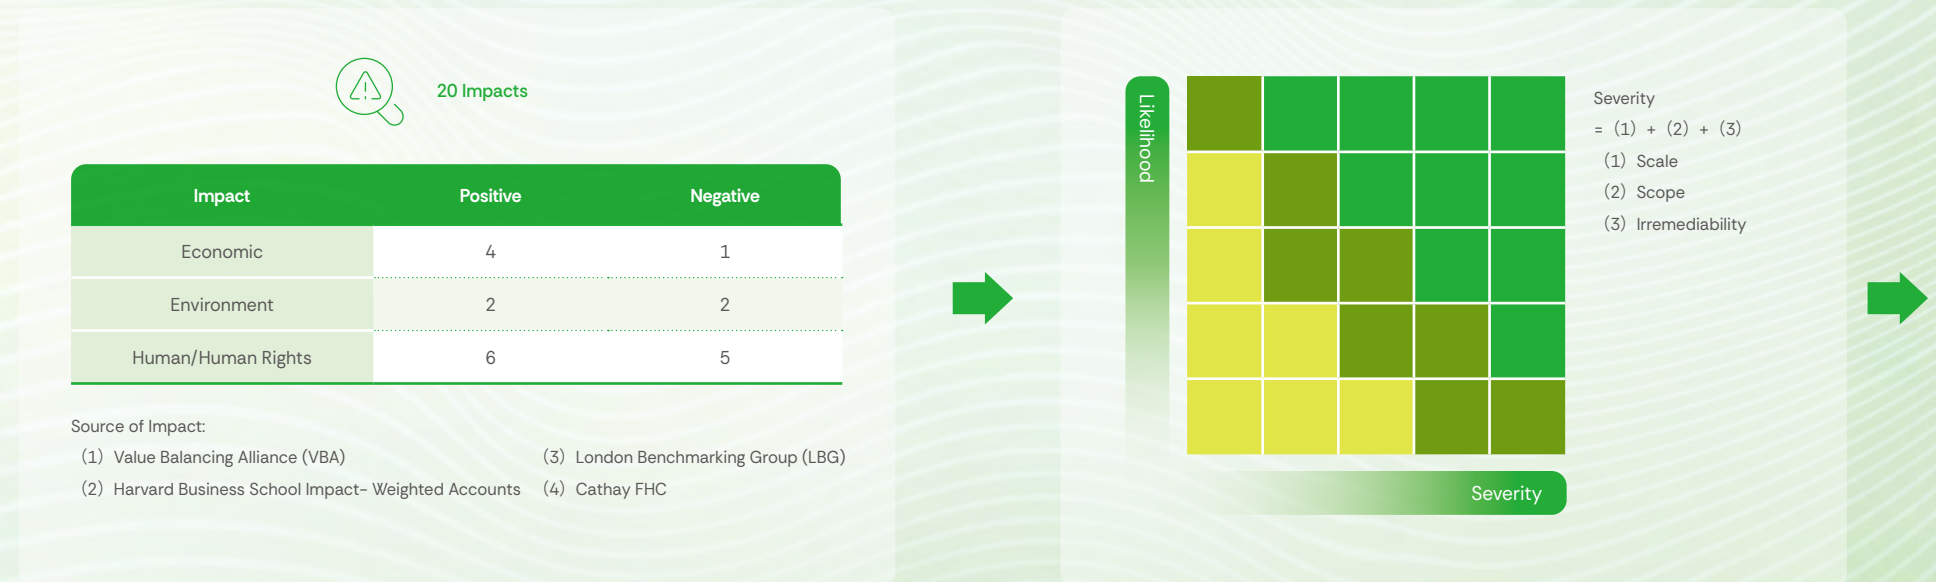 20 Impacts
Impact Positive Negative
Economic 4 1
Environment 2 2
Human/Human Rights 6 5
Source of Impact:
(1) Value Balancing Alliance (VBA)
(2) Harvard Business School Impact- Weighted Accounts
(3) London Benchmarking Group (LBG)
(4) Cathay FHC
Likelihood
Severity
Severity
= (1) + (2) + (3)
(1) Scale
(2) Scope
(3) Irremediability